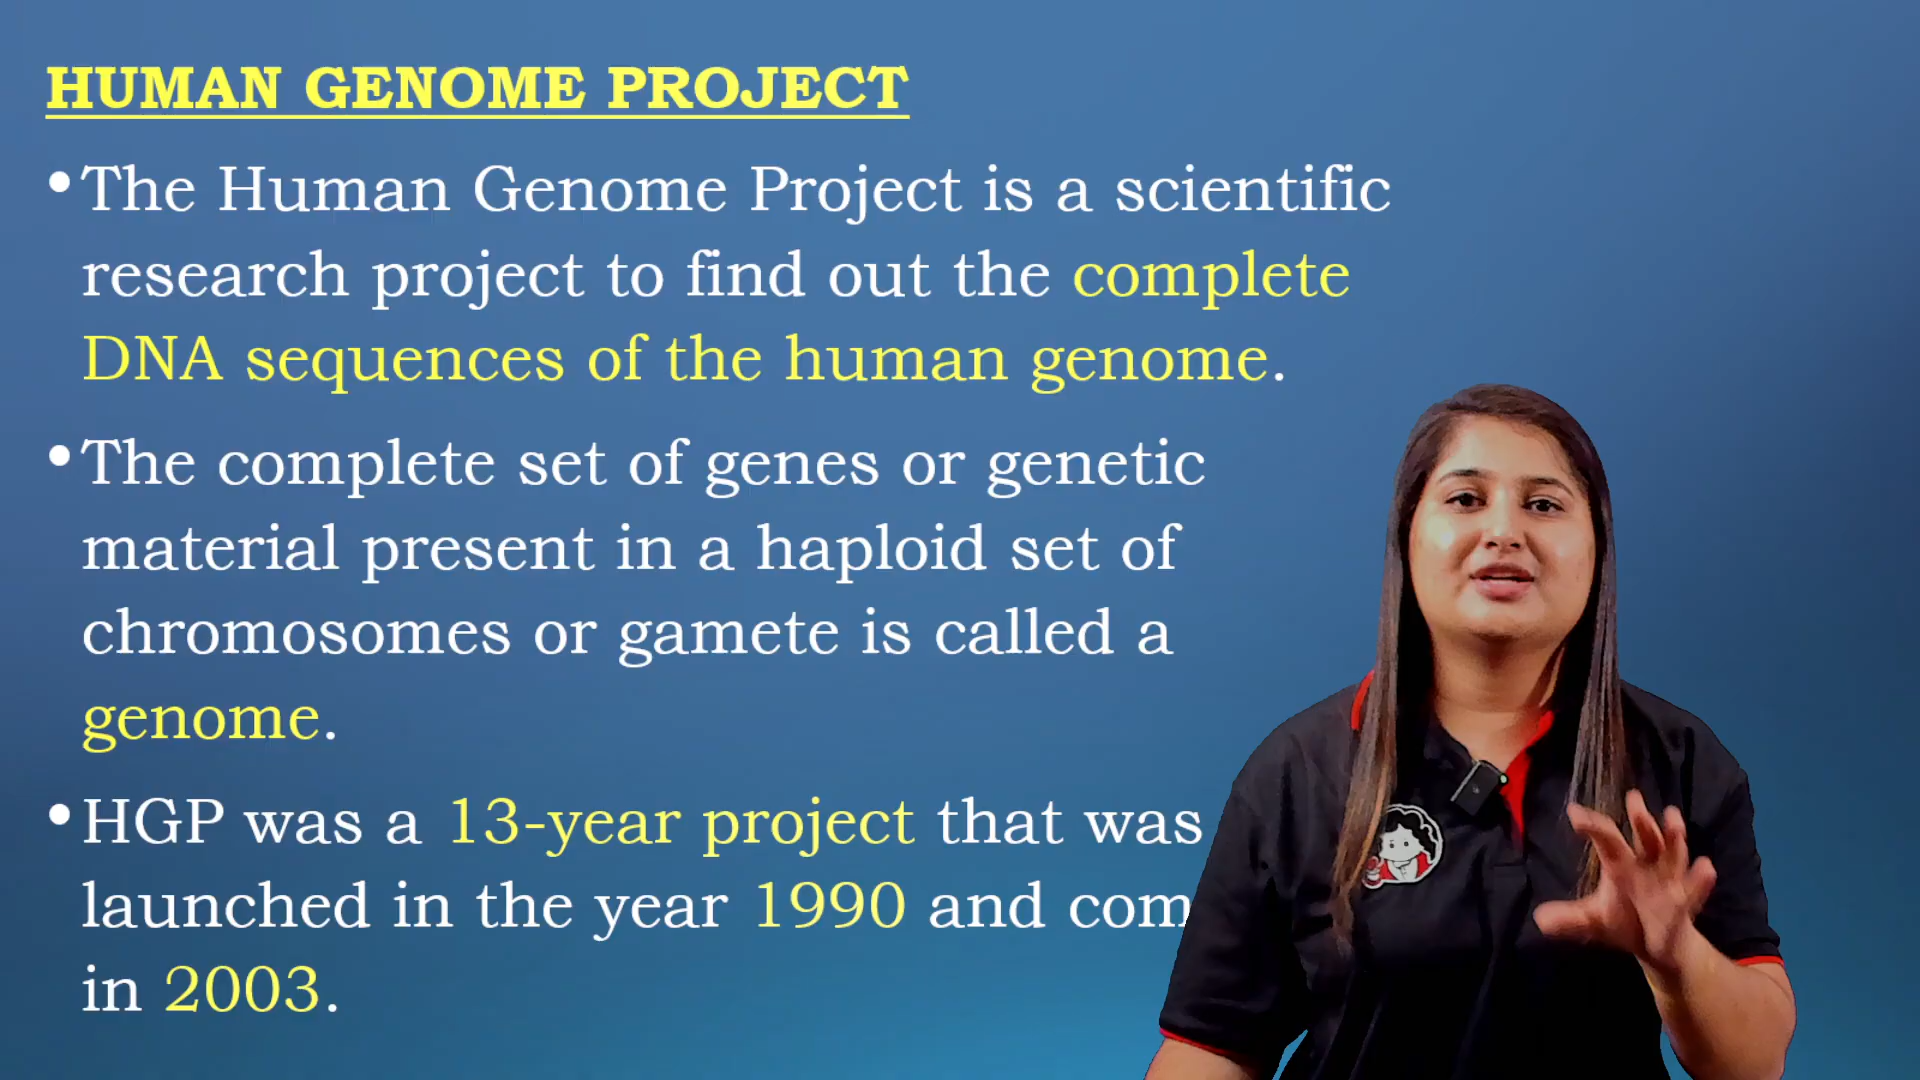 HUMAN GENOME PROJECT
•The Human Genome Project is a scientific
research project to find out the complete
DNA sequences of the human genome.
•The complete set of genes or genetic
material present in a haploid set of
chromosomes or gamete is called a
genome.
•HGP was a 13-year project that was
launched in the year 1990 and
in 2003.